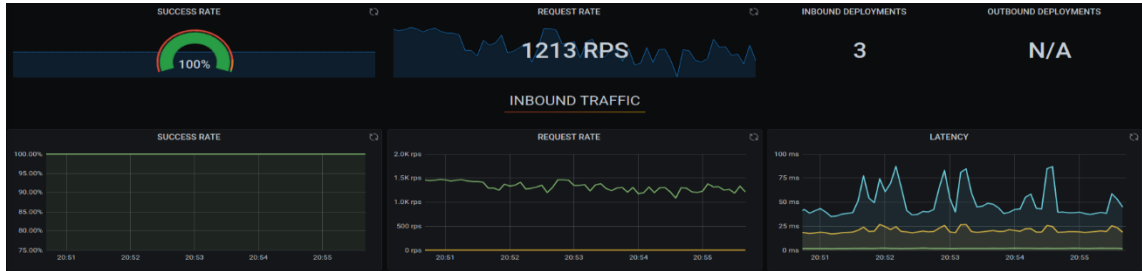 SUCCESS RATE
REQUEST RATE
INBOUND DEPLOYMENTS
OUTBOUND DEPLOYMENTS
100%
1213 RPS
3
N/A
INBOUND TRAFFIC
SUCCESS RATE
100.00%
95.00%
90.00%
85.00%
80.00%
75.00%
20:51
20:52
20:53
20:54
20:55
REQUEST RATE
2.0K rps
1.5K rps
1.0K rps
500 rps
0 rps
20:51
20:52
20:53
20:54
20:55
LATENCY
100 ms
75 ms
50 ms
25 ms
0 ms
20:51
20:52
20:53
20:54
20:55